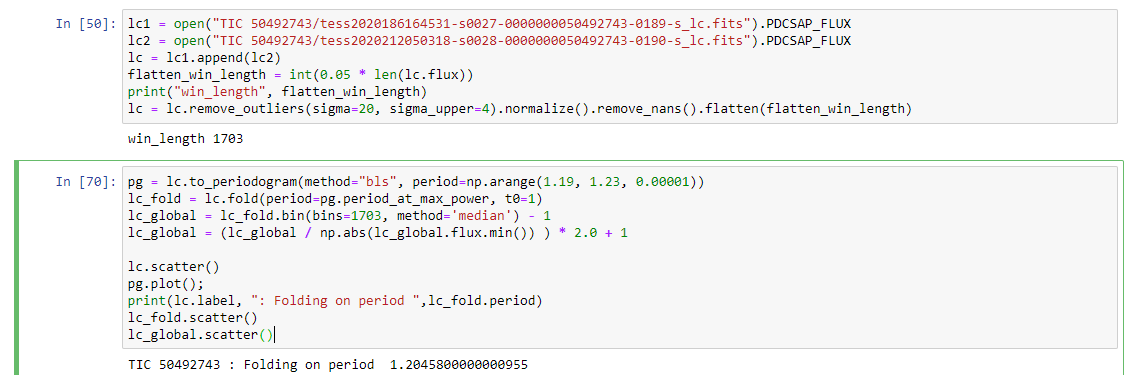 In [50]: lc1 = open("TIC 50492743/tess2020186164531-s0027-0000000050492743-0189-s_lc.fits").PDCSAP_FLUX
lc2 = open("TIC 50492743/tess2020212050318-s0028-0000000050492743-0190-s_lc.fits").PDCSAP_FLUX
lc = lc1.append(lc2)
flatten_win_length = int(0.05 * len(lc.flux))
print("win_length", flatten_win_length)
lc = lc.remove_outliers(sigma=20, sigma_upper=4).normalize().remove_nans().flatten(flatten_win_length)
win_length 1703
In [70]: pg = lc.to_periodogram(method="bls", period=np.arange(1.19, 1.23, 0.00001))
lc_fold = lc.fold(period=pg.period_at_max_power, t0=1)
lc_global = lc_fold.bin(bins=1703, method='median') - 1
lc_global = (lc_global / np.abs(lc_global.flux.min()) ) * 2.0 + 1
lc.scatter()
pg.plot();
print(lc.label, ": Folding on period ",lc_fold.period)
lc_fold.scatter()
lc_global.scatter()
TIC 50492743 : Folding on period  1.2045800000000955